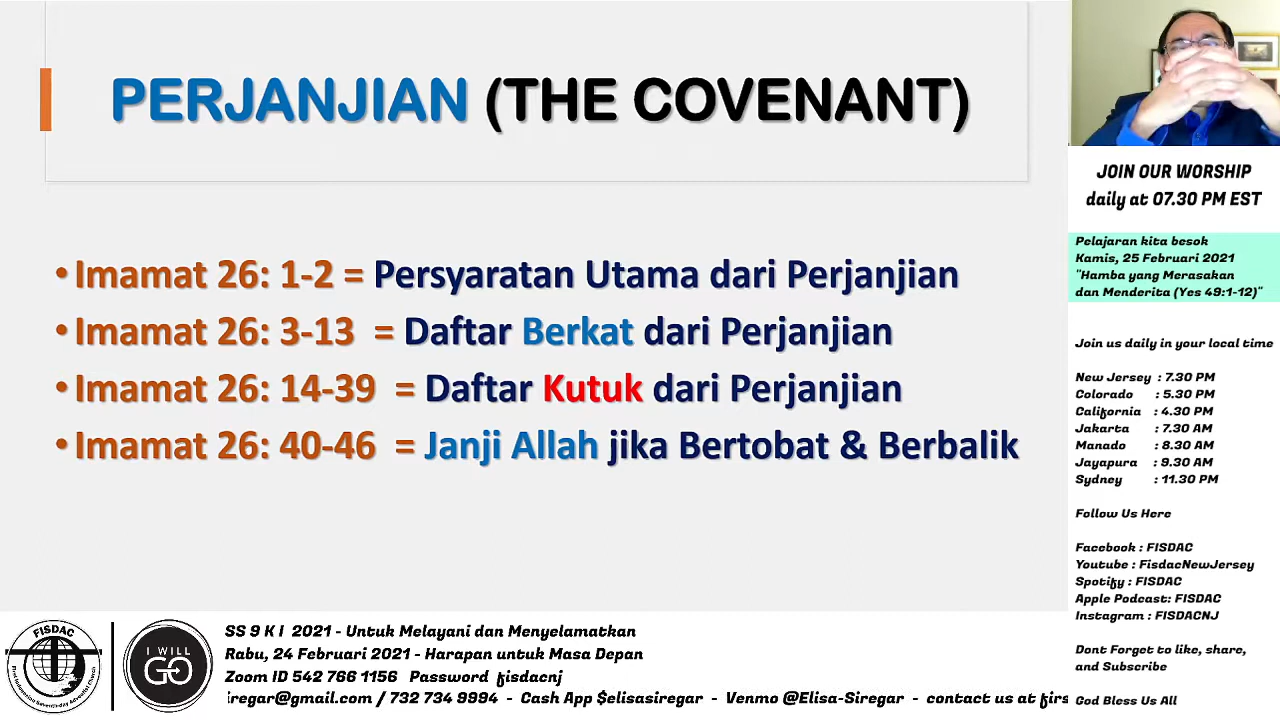 PERJANJIAN (THE COVENANT)
•Imamat 26: 1-2 = Persyaratan Utama dari Perjanjian
•Imamat 26: 3-13 = Daftar Berkat dari Perjanjian
•Imamat 26: 14-39 = Daftar Kutuk dari Perjanjian
•Imamat 26: 40-46 = Janji Allah jika Bertobat & Berbalik
JOIN OUR WORSHIP
daily at 07.30 PM EST
Pelajaran kita besok
Kamis, 25 Februari 2021
"Hamba yang Merasakan
dan Menderita (Yes 49:1-12)"
Join us daily in your local time
New Jersey : 7.30 PM
Colorado : 5.30 PM
California : 4.30 PM
Jakarta : 7.30 AM
Manado : 8.30 AM
Jayapura : 9.30 AM
Sydney : 11.30 PM
Follow Us Here
Facebook : FISDAC
Youtube : FisdacNewJersey
Spotify : FISDAC
Apple Podcast: FISDAC
Instagram : FISDACNJ
Dont Forget to like, share,
and Subscribe
God Bless Us All
FISDAC
First Indonesian Seventh-day Adventist Church
I WILL
GO
SS 9 K I 2021 - Untuk Melayani dan Menyelamatkan
Rabu, 24 Februari 2021 - Harapan untuk Masa Depan
Zoom ID 542 766 1156 Password fisdacnj
iregar@gmail.com / 732 734 9994 - Cash App $elisasiregar - Venmo @Elisa-Siregar - contact us at firs